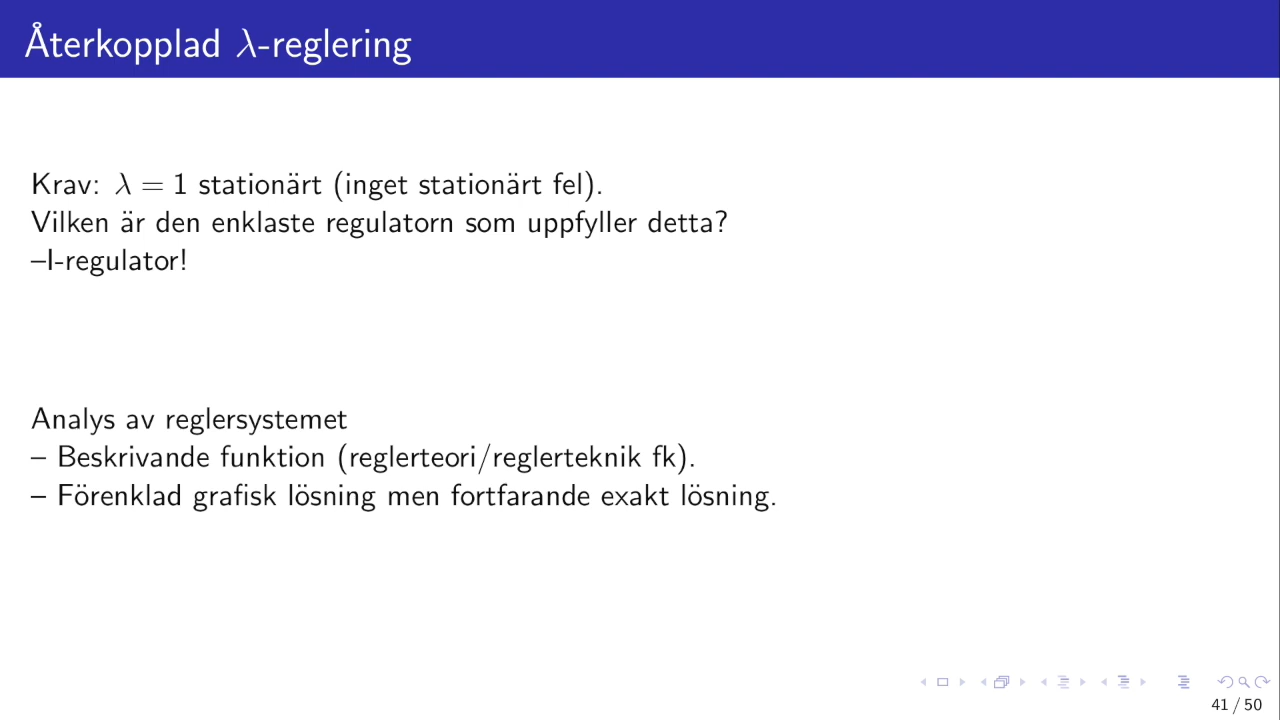 Återkopplad λ-reglering
Krav: λ = 1 stationärt (inget stationärt fel).
Vilken är den enklaste regulatorn som uppfyller detta?
–I-regulator!
Analys av reglersystemet
– Beskrivande funktion (reglerteori/reglerteknik fk).
– Förenklad grafisk lösning men fortfarande exakt lösning.
41 / 50